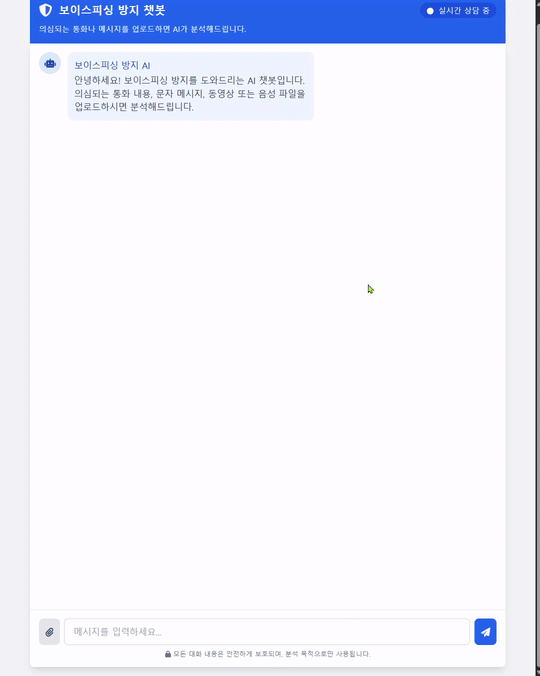 보이스피싱 방지 챗봇
실시간 상담 중
의심되는 통화나 메시지를 업로드하면 AI가 분석해드립니다.
보이스피싱 방지 AI
안녕하세요! 보이스피싱 방지를 도와드리는 AI 챗봇입니다.
의심되는 통화 내용, 문자 메시지, 동영상 또는 음성 파일을
업로드하시면 분석해드립니다.
메시지를 입력하세요...
모든 대화 내용은 안전하게 보호되며, 분석 목적으로만 사용됩니다.